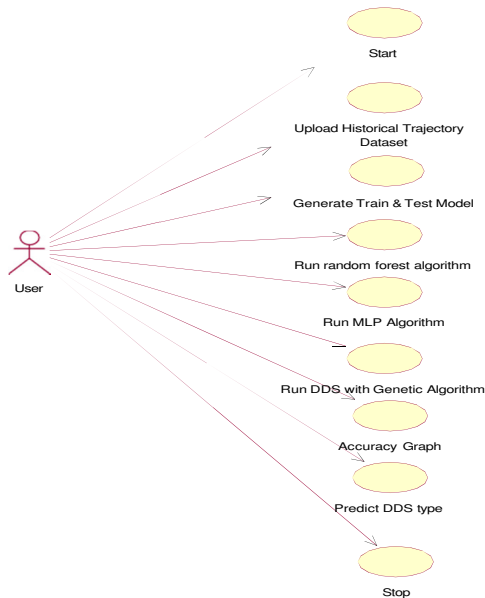 Start
Upload Historical Trajectory
Dataset
Generate Train & Test Model
User
Run random forest algorithm
Run MLP Algorithm
Run DDS with Genetic Algorithm
Accuracy Graph
Predict DDS type
Stop